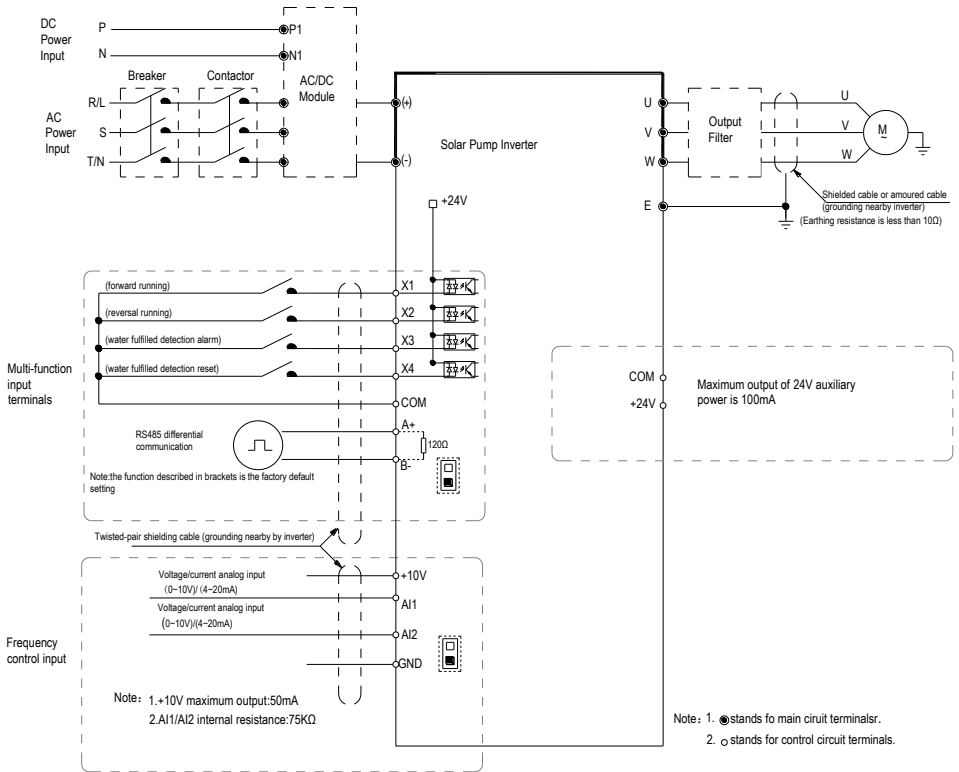 DC
Power
Input
P
N
P1
N1
AC/DC
Module
Breaker
Contactor
AC
Power
Input
R/L
S
T/N
(+)
(-)
Solar Pump Inverter
U
V
W
E
Output
Filter
U
V
W
M
~
Shielded cable or amoured cable
(grounding nearby inverter)
(Earthing resistance is less than 10Ω)
+24V
Multi-function
input
terminals
(forward running)
X1
(reversal running)
X2
(water fulfilled detection alarm)
X3
(water fulfilled detection reset)
X4
COM
RS485 differential
communication
A+
120Ω
B-
Note:the function described in brackets is the factory default
setting
COM
+24V
Maximum output of 24V auxiliary
power is 100mA
Twisted-pair shielding cable (grounding nearby by inverter)
Frequency
control input
Voltage/current analog input
(0~10V)/(4~20mA)
Voltage/current analog input
(0~10V)/(4~20mA)
+10V
AI1
AI2
GND
Note: 1.+10V maximum output:50mA
2.AI1/AI2 internal resistance:75KΩ
Note: 1. stands fo main ciruit terminalsr.
2. stands for control circuit terminals.